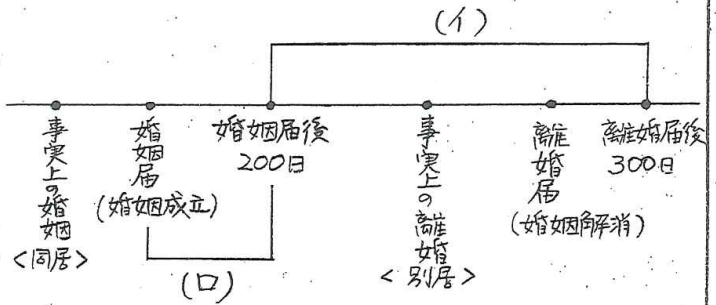 (イ)
事実上の婚姻
<同居>
婚姻届
(婚姻成立)
婚姻届後
200日
事実上の離婚
<別居>
離婚届
(婚姻解消)
離婚届後
300日
(ロ)